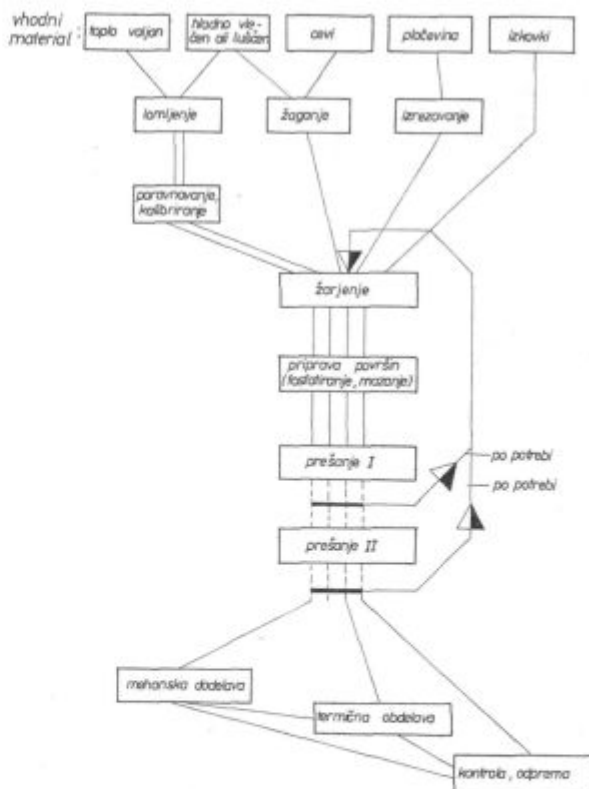 vhodni
material :
toplo valjan
hladno vle-
čen ali luščen
cevi
pločevina
izkovki
lomljenje
žaganje
izrezovanje
poravnavanje,
kalibriranje
žarjenje
priprava površin
(fosfatiranje, mazanje)
prešanje I
po potrebi
po potrebi
prešanje II
mehanska dodelava
termična obdelava
kontrola, odprema